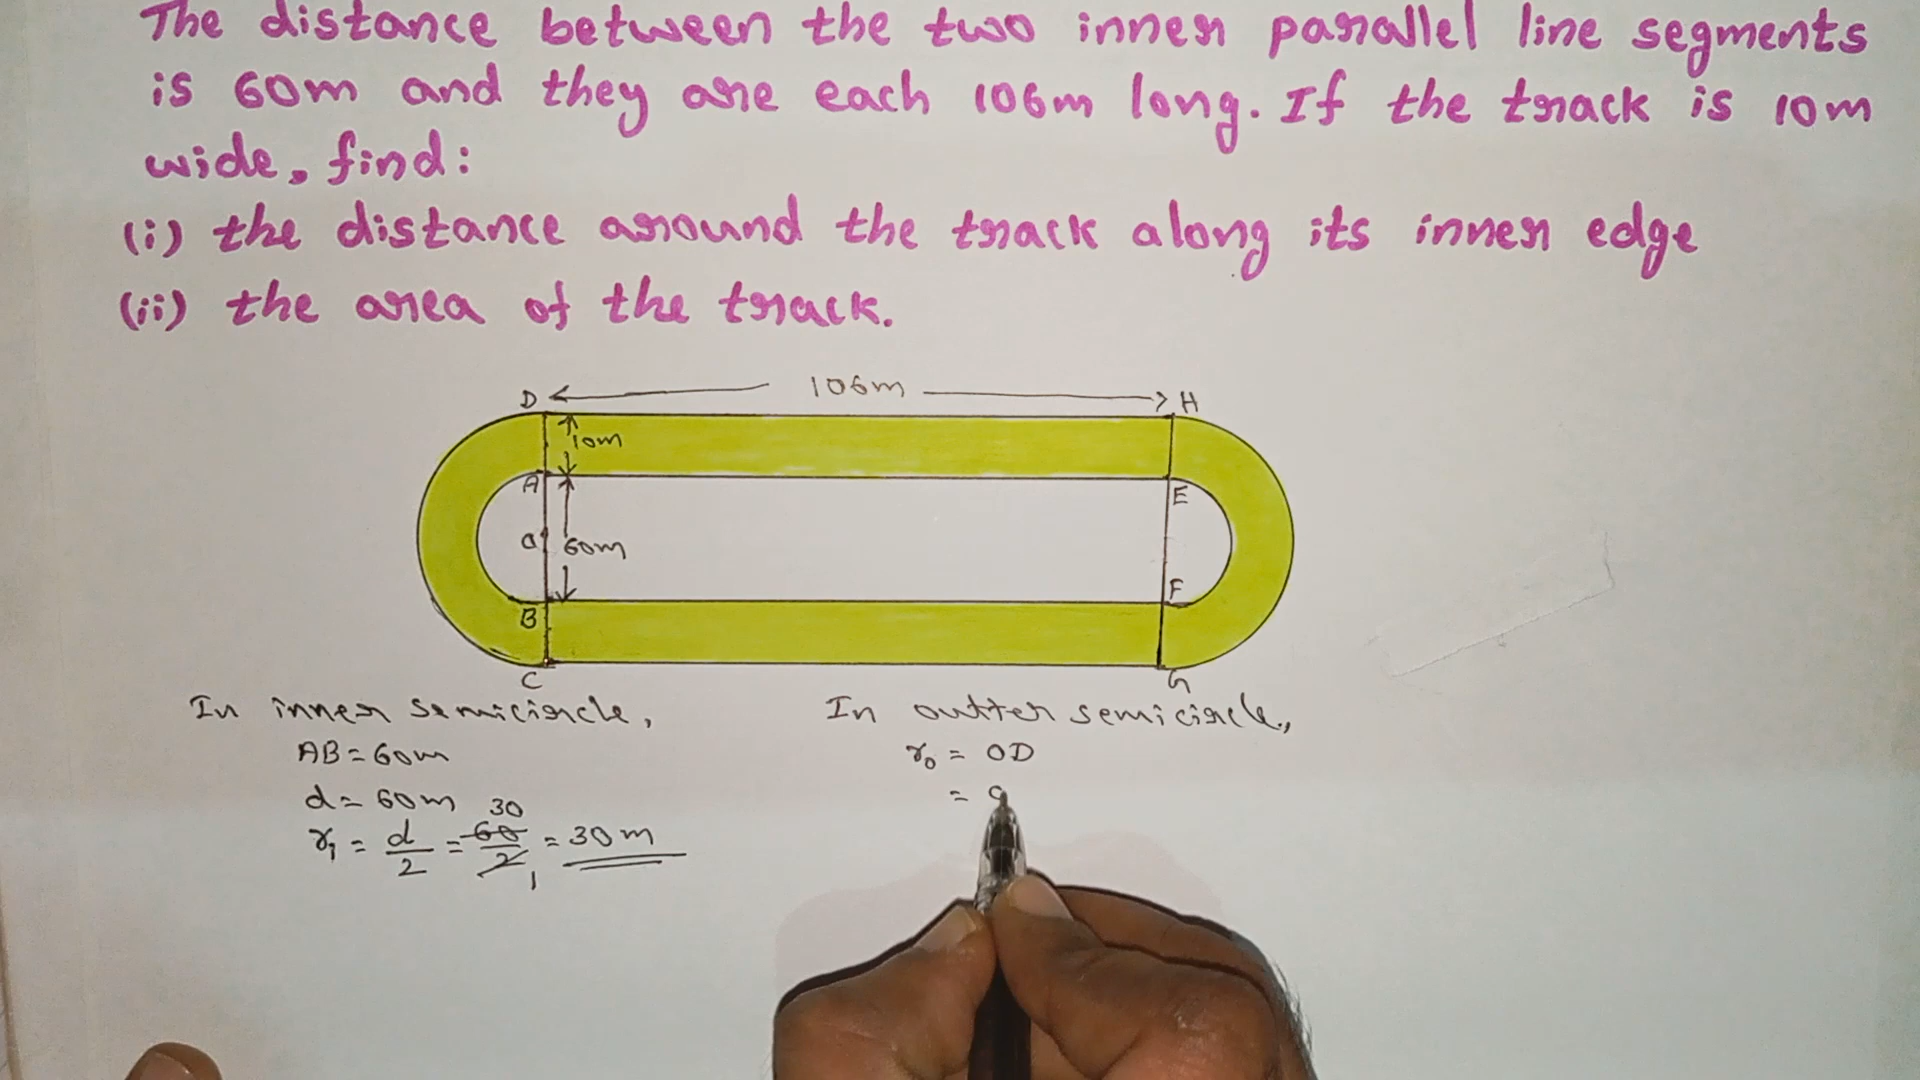 The distance between the two inner parallel line segments
is 60m and they are each 106m long. If the track is 10m
wide, find:
(i) the distance around the track along its inner edge
(ii) the area of the track.
D 106m H
10m
A E
O 60m
F
B
C G
In inner semicircle,
AB = 60m
d = 60m
r₁ = d/2 = 60/2 = 30m
30
1
In outter semicircle,
r₀ = OD
= O